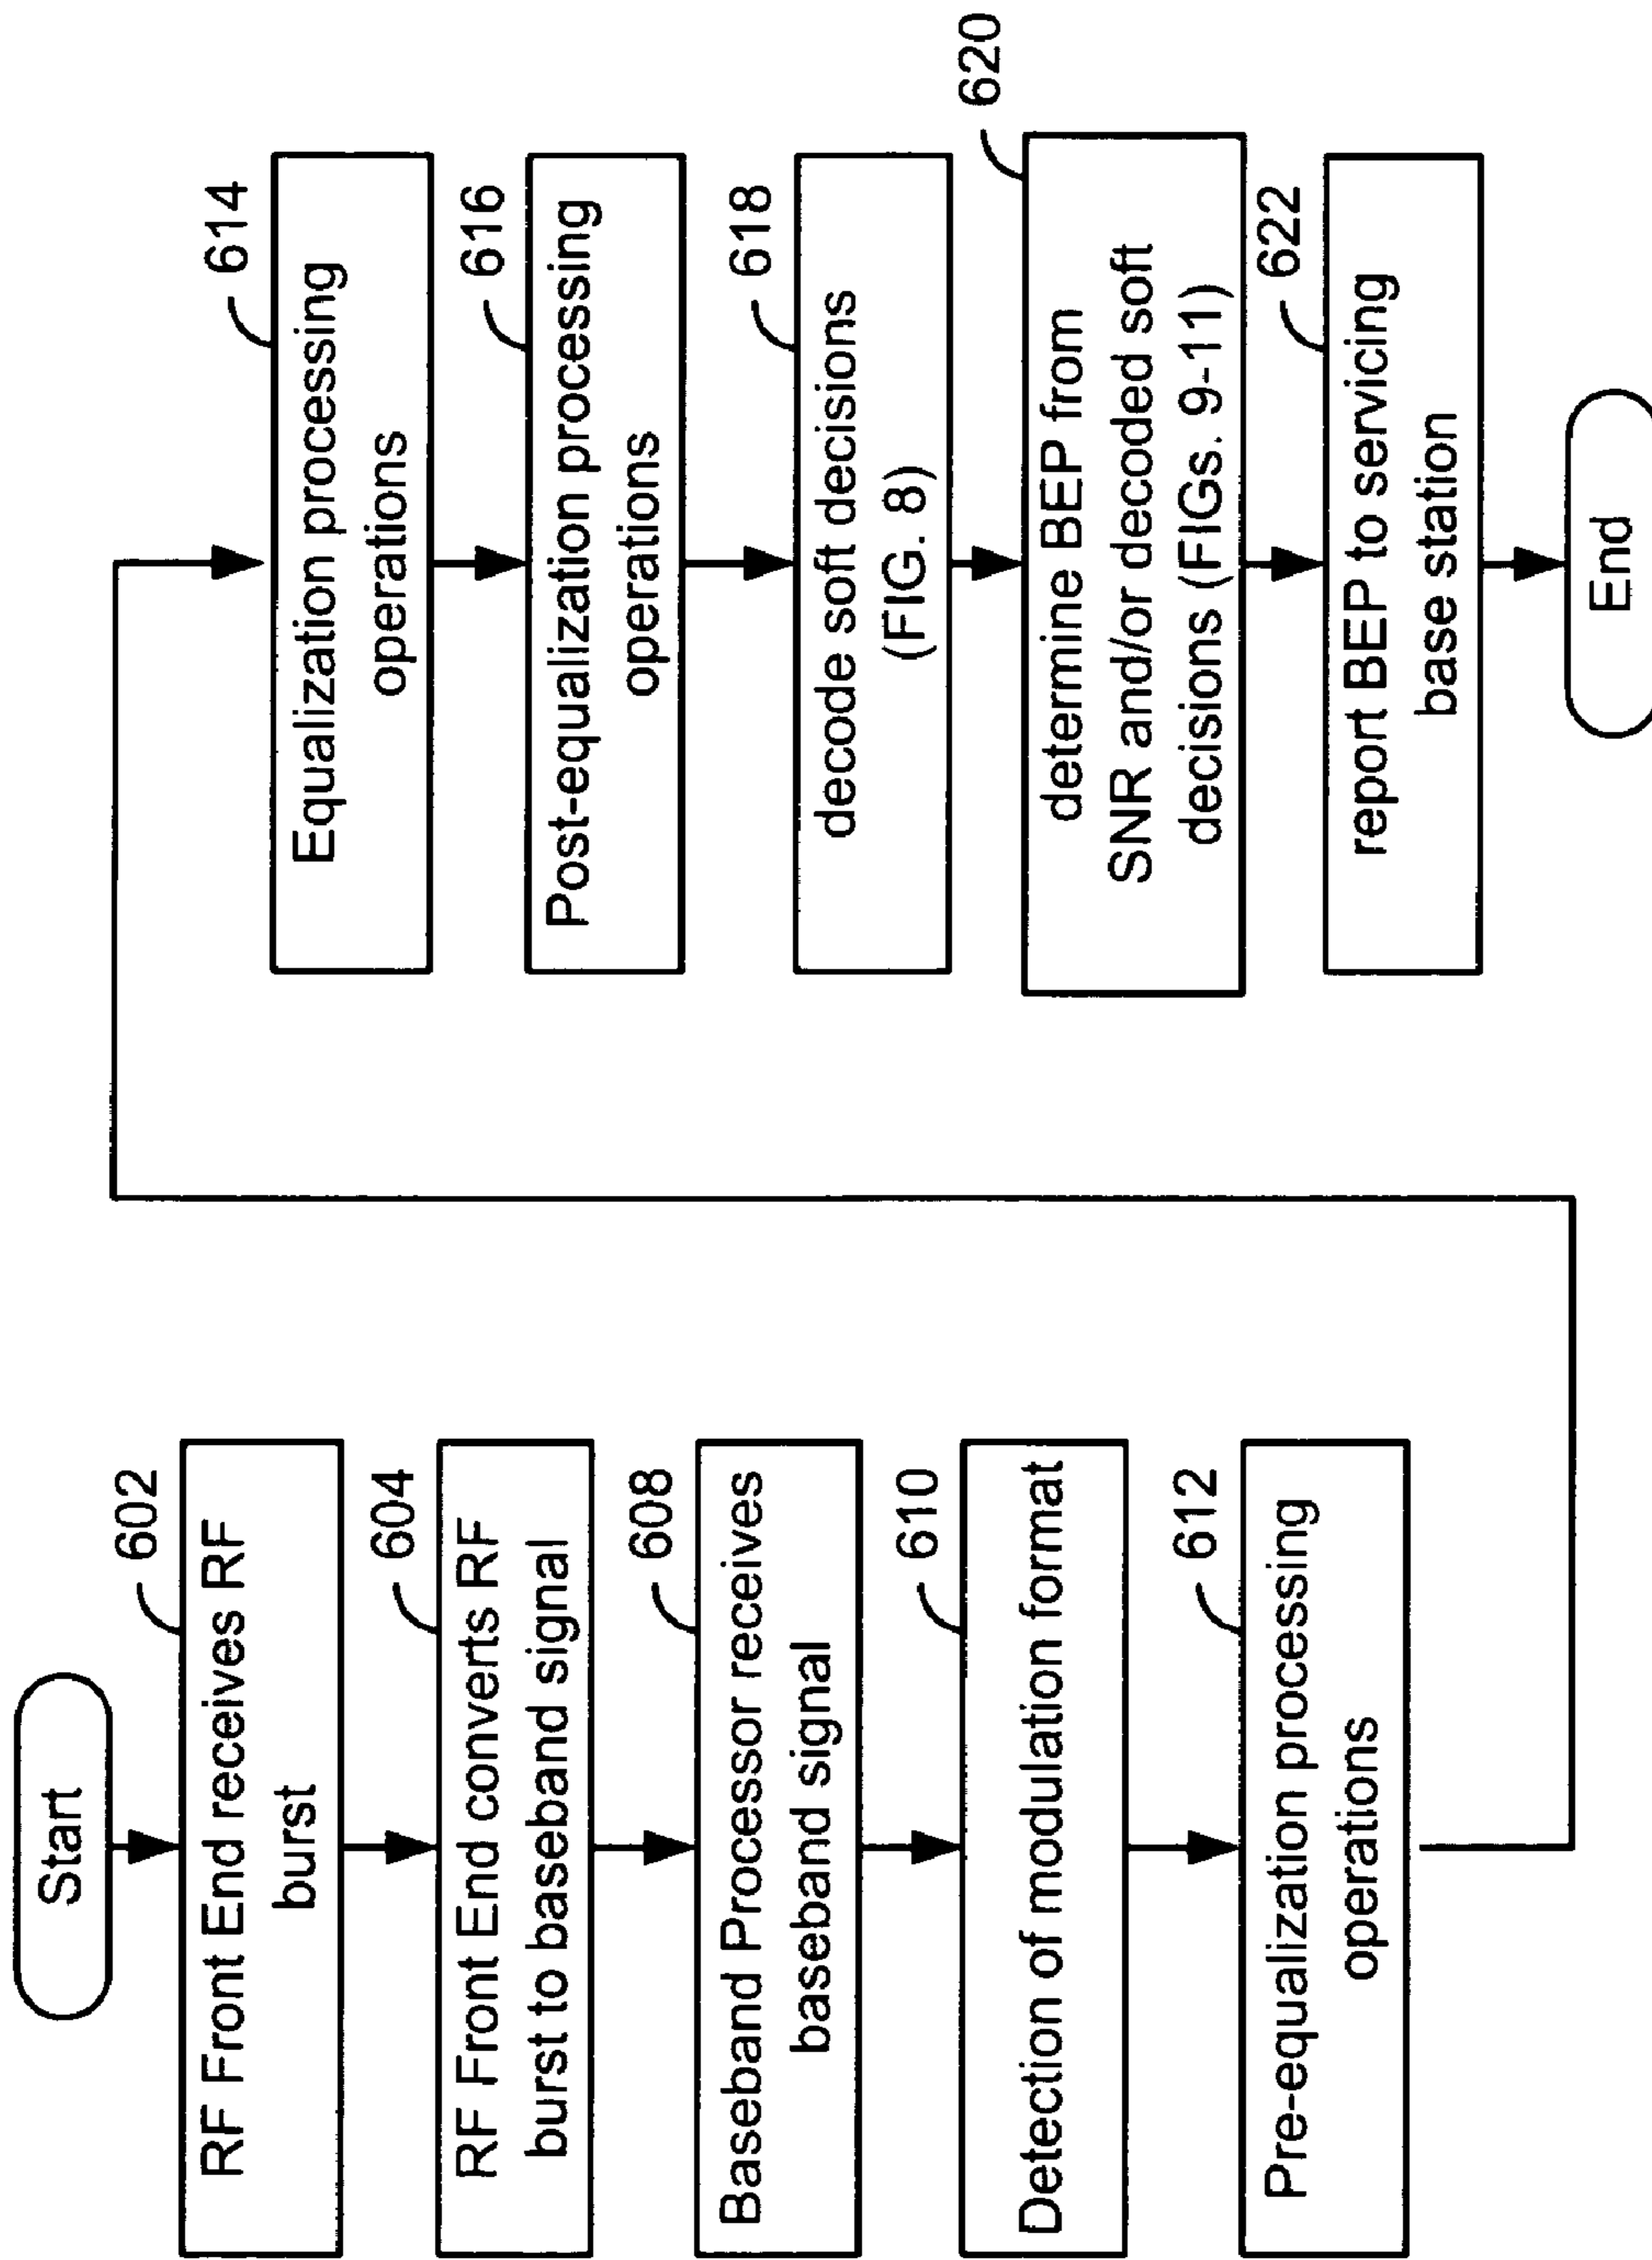 Start
602
RF Front End receives RF
burst
604
RF Front End converts RF
burst to baseband signal
608
Baseband Processor receives
baseband signal
610
Detection of modulation format
612
Pre-equalization processing
operations
614
Equalization processing
operations
616
Post-equalization processing
operations
618
decode soft decisions
(FIG. 8)
620
determine BEP from
SNR and/or decoded soft
decisions (FIGs. 9-11)
622
report BEP to servicing
base station
End